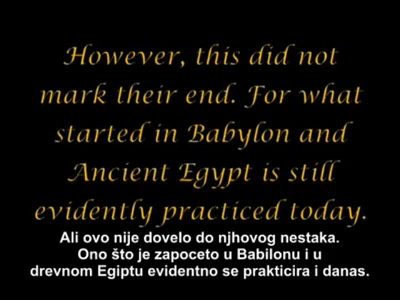 However, this did not
mark their end. For what
started in Babylon and
Ancient Egypt is still
evidently practiced today.
Ali ovo nije dovelo do njhovog nestaka.
Ono što je zapoceto u Babilonu i u
drevnom Egiptu evidentno se prakticira i danas.